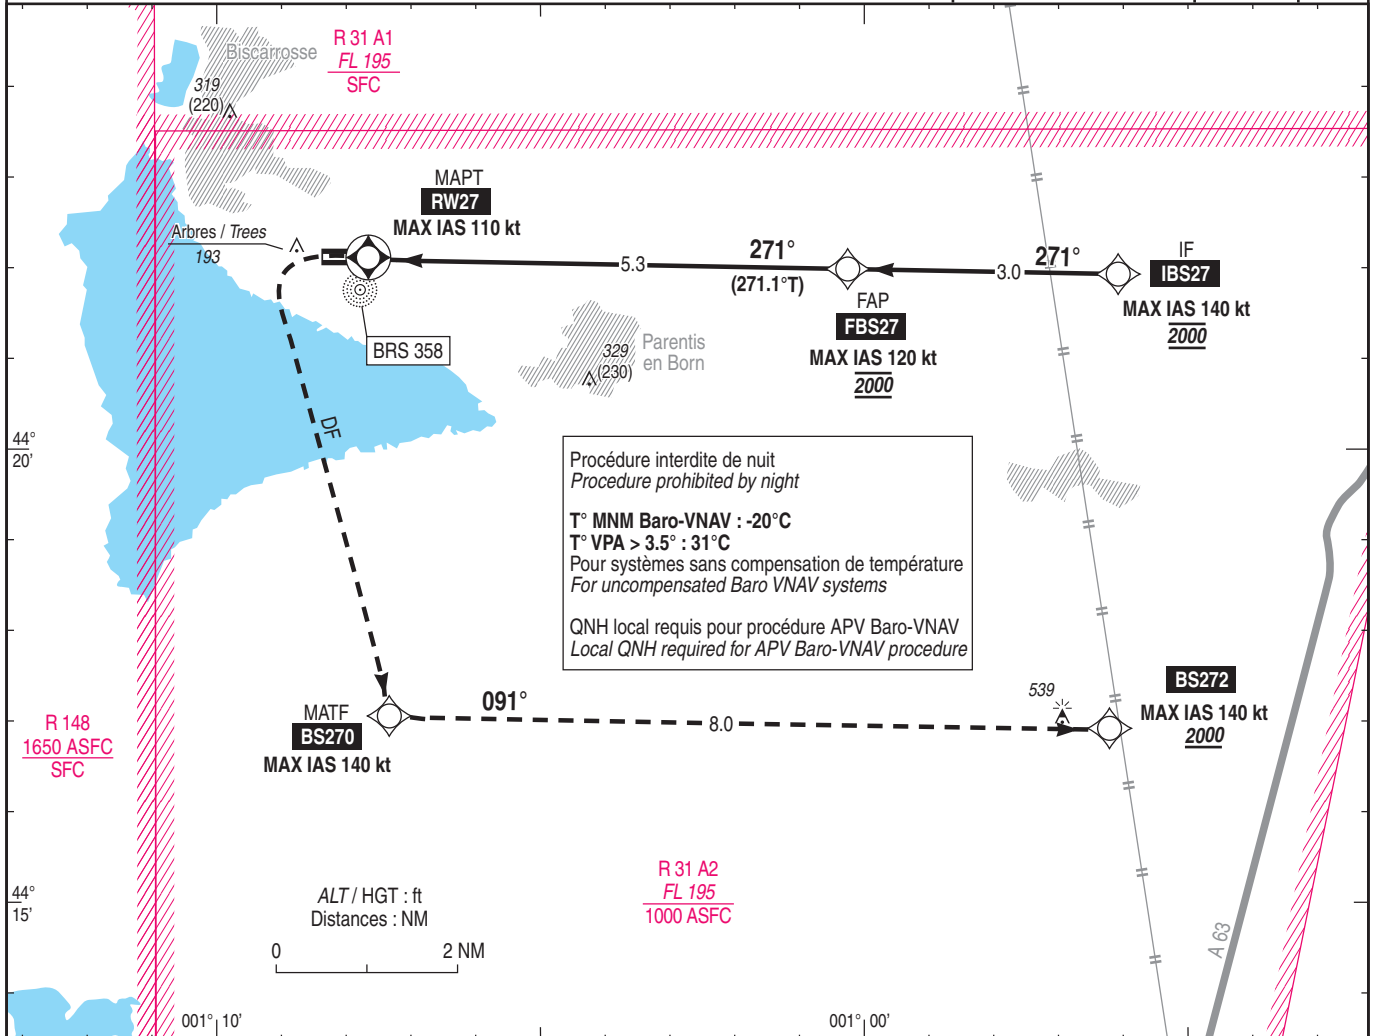 R 31 A1
FL 195
SFC
Biscarrosse
319
(220)
MAPT
RW27
MAX IAS 110 kt
Arbres / Trees
193
5.3
271°
(271.1°T)
3.0
271°
IF
IBS27
MAX IAS 140 kt
2000
FAP
FBS27
MAX IAS 120 kt
2000
BRS 358
329
(230)
Parentis
en Born
DF
44°
20'
Procédure interdite de nuit
Procedure prohibited by night
T° MNM Baro-VNAV : -20°C
T° VPA > 3.5° : 31°C
Pour systèmes sans compensation de température
For uncompensated Baro VNAV systems
QNH local requis pour procédure APV Baro-VNAV
Local QNH required for APV Baro-VNAV procedure
MATF
BS270
MAX IAS 140 kt
091°
8.0
539
BS272
MAX IAS 140 kt
2000
R 148
1650 ASFC
SFC
R 31 A2
FL 195
1000 ASFC
44°
15'
ALT / HGT : ft
Distances : NM
0
2 NM
A 63
001° 10'
001° 00'